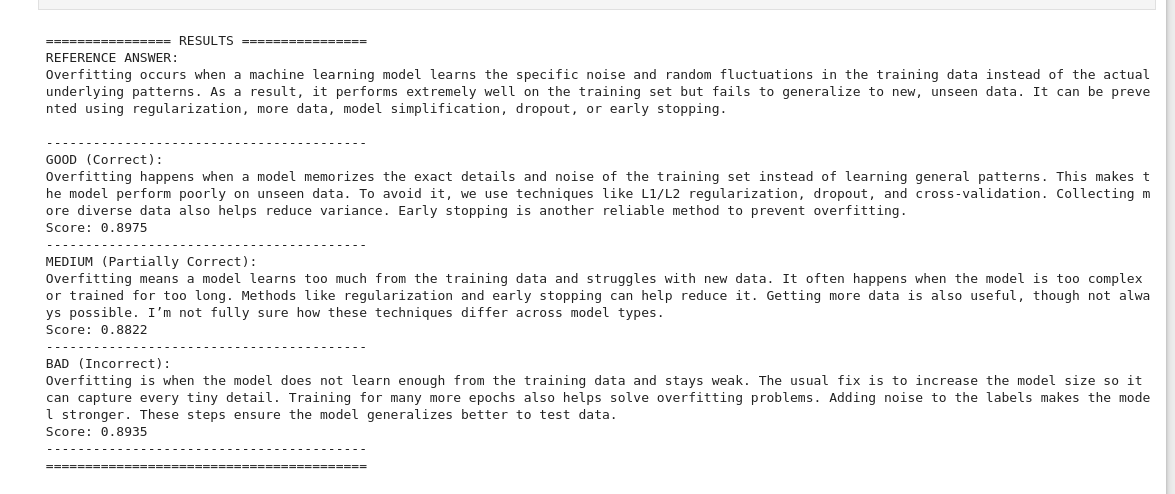 ================ RESULTS ================
REFERENCE ANSWER:
Overfitting occurs when a machine learning model learns the specific noise and random fluctuations in the training data instead of the actual
underlying patterns. As a result, it performs extremely well on the training set but fails to generalize to new, unseen data. It can be preve
nted using regularization, more data, model simplification, dropout, or early stopping.

-----------------------------------------
GOOD (Correct):
Overfitting happens when a model memorizes the exact details and noise of the training set instead of learning general patterns. This makes t
he model perform poorly on unseen data. To avoid it, we use techniques like L1/L2 regularization, dropout, and cross-validation. Collecting m
ore diverse data also helps reduce variance. Early stopping is another reliable method to prevent overfitting.
Score: 0.8975
-----------------------------------------
MEDIUM (Partially Correct):
Overfitting means a model learns too much from the training data and struggles with new data. It often happens when the model is too complex
or trained for too long. Methods like regularization and early stopping can help reduce it. Getting more data is also useful, though not alwa
ys possible. I’m not fully sure how these techniques differ across model types.
Score: 0.8822
-----------------------------------------
BAD (Incorrect):
Overfitting is when the model does not learn enough from the training data and stays weak. The usual fix is to increase the model size so it
can capture every tiny detail. Training for many more epochs also helps solve overfitting problems. Adding noise to the labels makes the mode
l stronger. These steps ensure the model generalizes better to test data.
Score: 0.8935
-----------------------------------------
=========================================